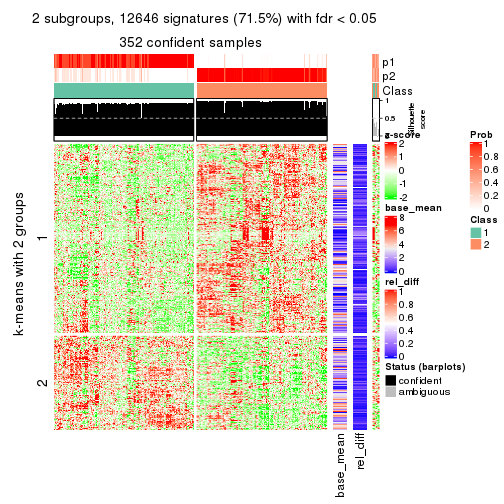 2 subgroups, 12646 signatures (71.5%) with fdr < 0.05
352 confident samples
p1
p2
Class
1
0.5
0
Silhouette
score
k-means with 2 groups
1
2
base_mean
rel_diff
z-score
2
1
0
-1
-2
base_mean
8
6
4
2
0
rel_diff
1
0.8
0.6
0.4
0.2
0
Status (barplots)
confident
ambiguous
Prob
1
0.8
0.6
0.4
0.2
0
Class
1
2